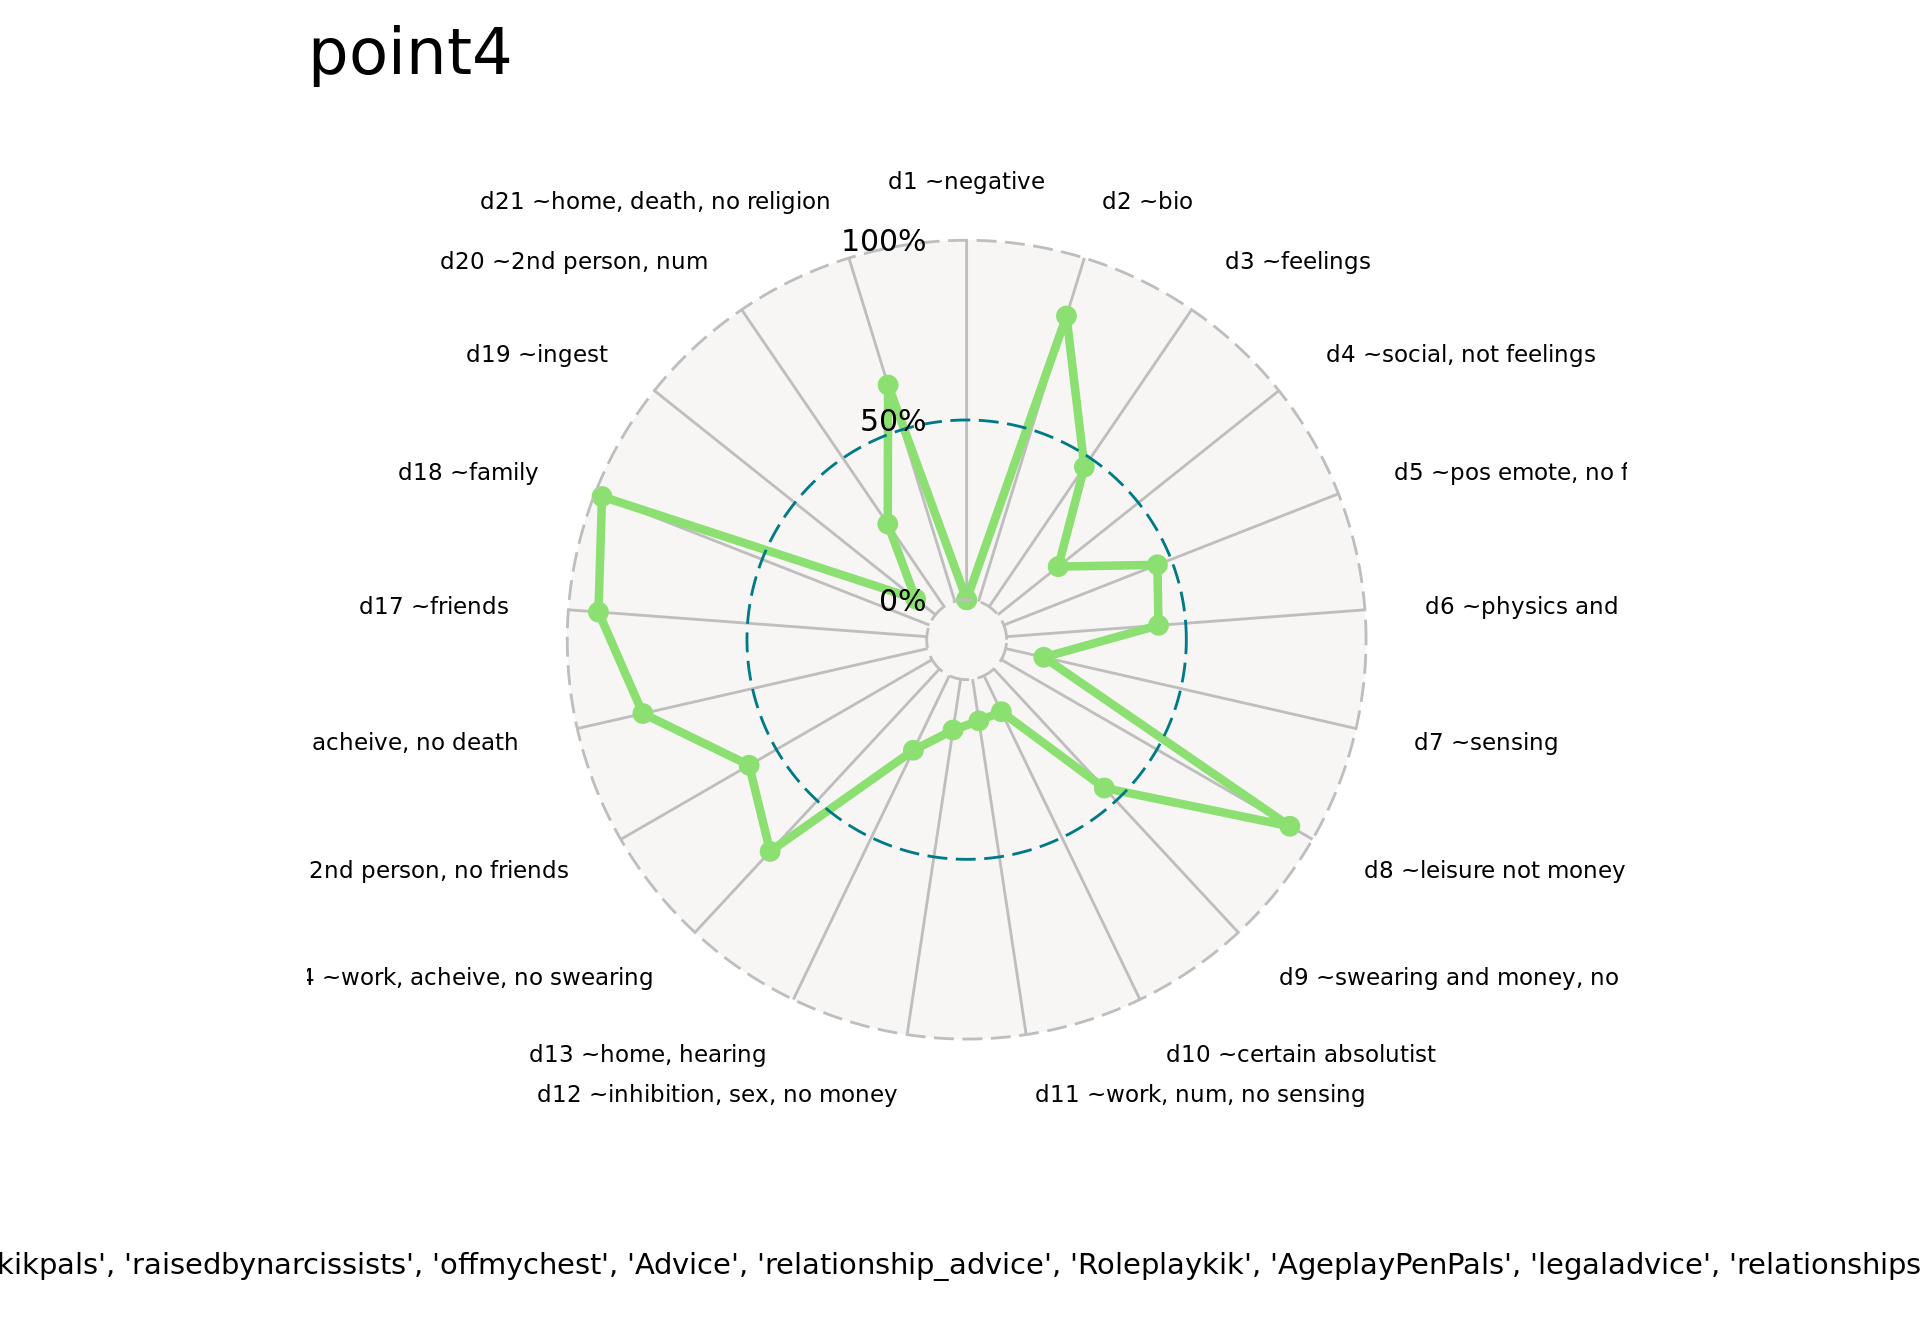 point4
d1 ~negative
d21 ~home, death, no religion
d2 ~bio
100%
d20 ~2nd person, num
d3 ~feelings
d19 ~ingest
d4 ~social, not feelings
50%
d18 ~family
d5 ~pos emote, no
0%
d17 ~friends
d6 ~physics and
acheive, no death
d7 ~sensing
2nd person, no friends
d8 ~leisure not money
~work, acheive, no swearing
d9 ~swearing and money, no
d13 ~home, hearing
d10 ~certain absolutist
d12 ~inhibition, sex, no money
d11 ~work, num, no sensing
kikpals', 'raisedbynarcissists', 'offmychest', 'Advice', 'relationship_advice', 'Roleplaykik', 'AgeplayPenPals', 'legaladvice', 'relationships